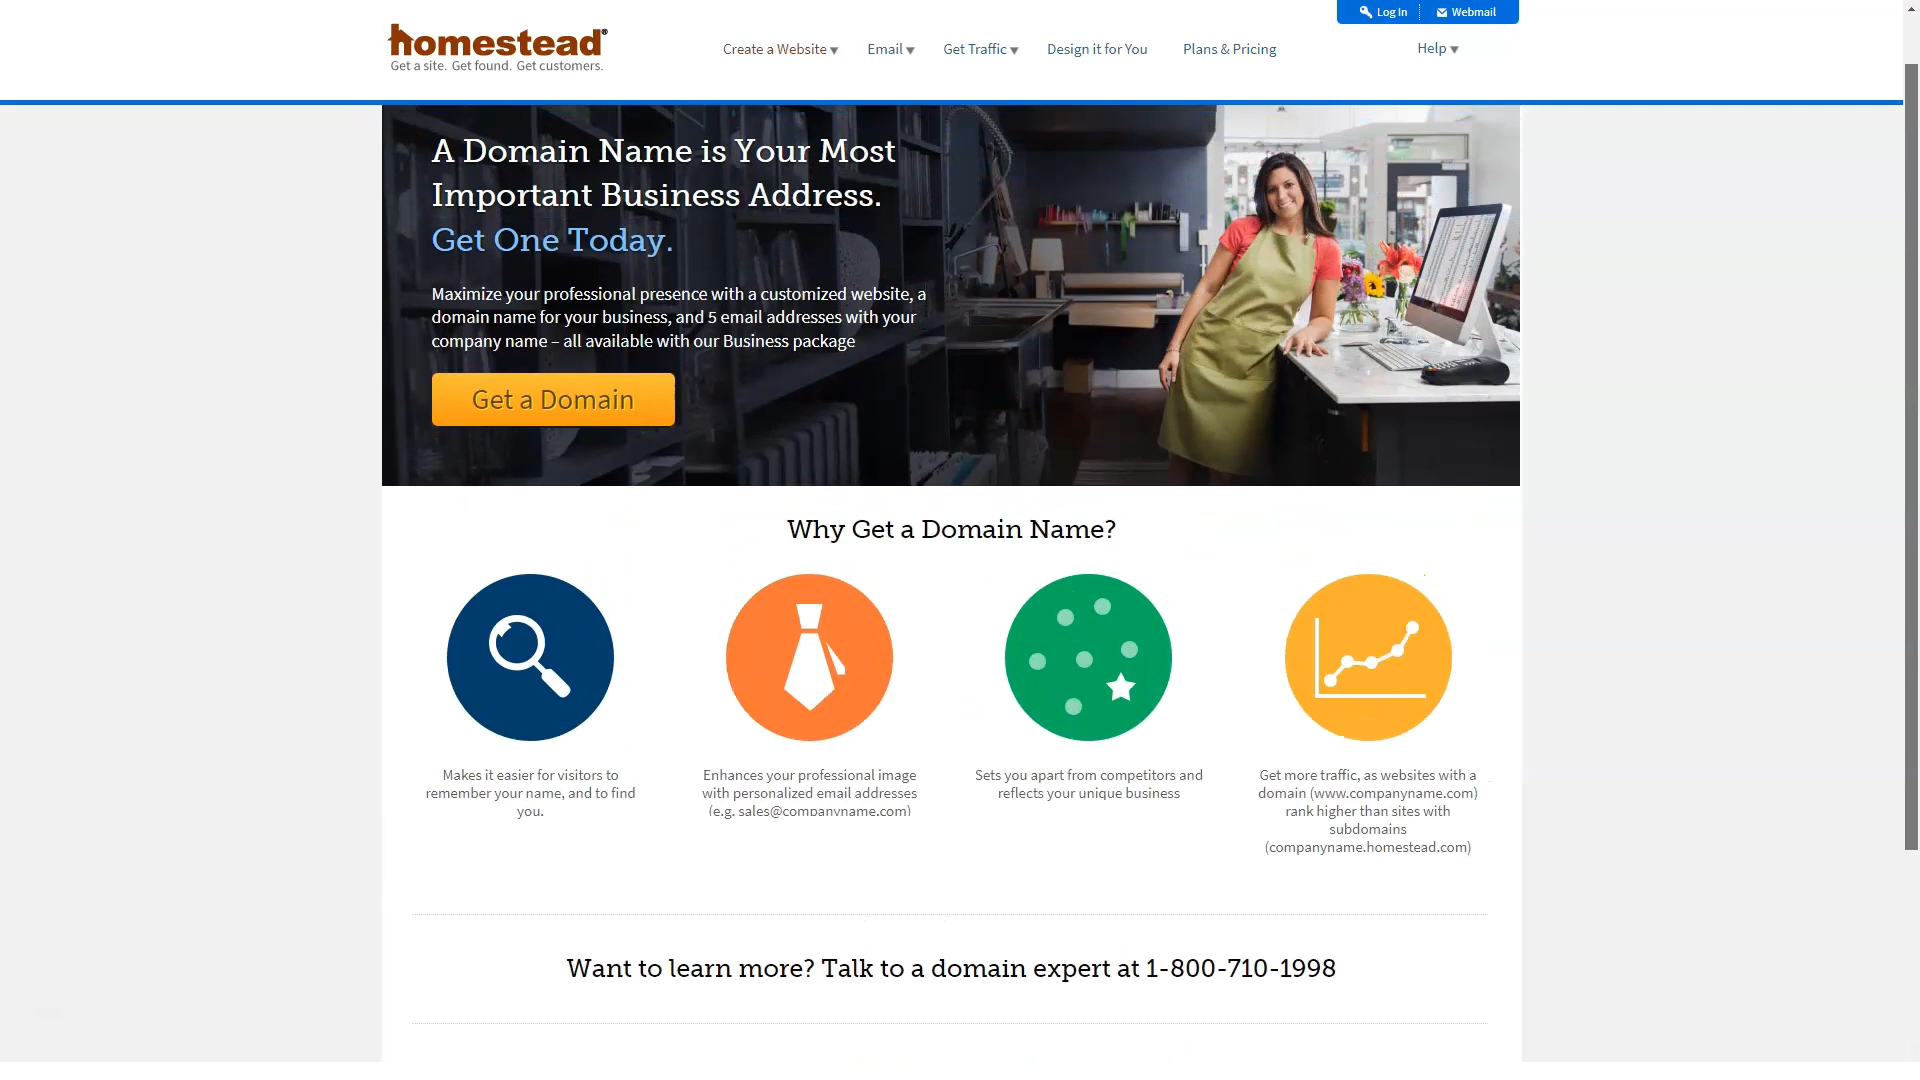 Log In
Webmail
homestead®
Get a site. Get found. Get customers.
Create a Website
Email
Get Traffic
Design it for You
Plans & Pricing
Help
A Domain Name is Your Most
Important Business Address.
Get One Today.
Maximize your professional presence with a customized website, a
domain name for your business, and 5 email addresses with your
company name – all available with our Business package
Get a Domain
Why Get a Domain Name?
Makes it easier for visitors to
remember your name, and to find
you.
Enhances your professional image
with personalized email addresses
(e.g. sales@companyname.com)
Sets you apart from competitors and
reflects your unique business
Get more traffic, as websites with a
domain (www.companyname.com)
rank higher than sites with
subdomains
(companyname.homestead.com)
Want to learn more? Talk to a domain expert at 1-800-710-1998